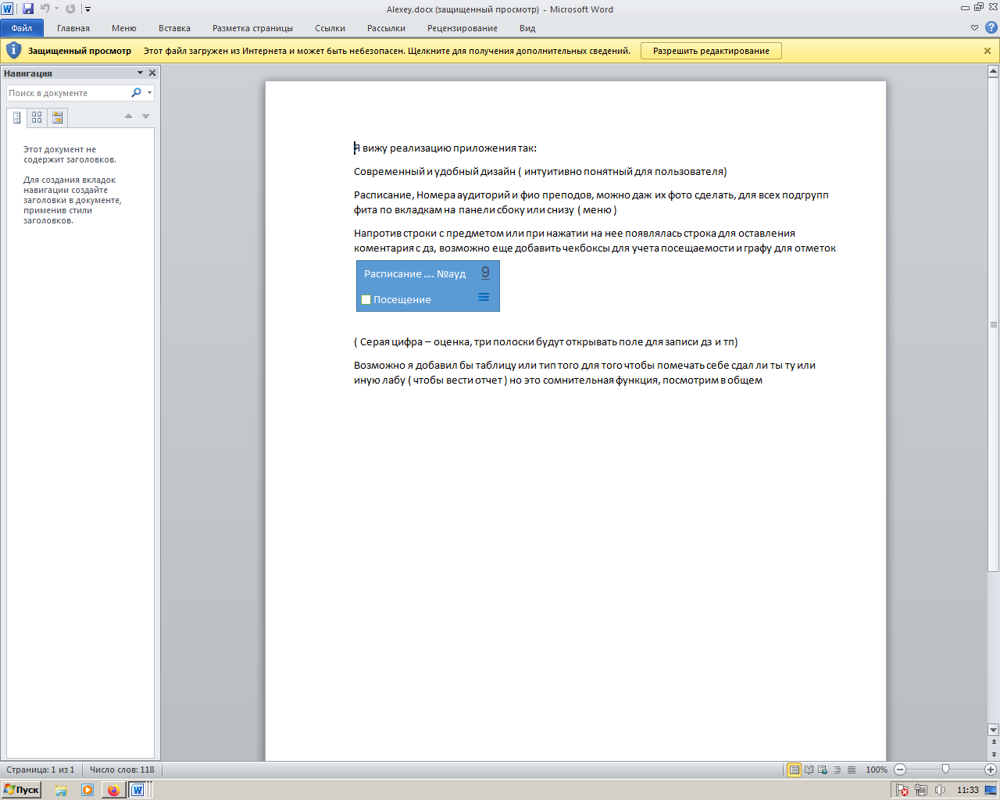 Alexey.docx (защищенный просмотр) - Microsoft Word
Файл Главная Меню Вставка Разметка страницы Ссылки Рассылки Рецензирование Вид
Защищенный просмотр Этот файл загружен из Интернета и может быть небезопасен. Щелкните для получения дополнительных сведений. Разрешить редактирование
Навигация
Поиск в документе
Этот документ не
содержит заголовков.
Для создания вкладок
навигации создайте
заголовки в документе,
применив стили
заголовков.
Я вижу реализацию приложения так:
Современный и удобный дизайн ( интуитивно понятный для пользователя)
Расписание, Номера аудиторий и фио преподов, можно даж их фото сделать, для всех подгрупп
фита по вкладкам на панели сбоку или снизу ( меню )
Напротив строки с предметом или при нажатии на нее появлялась строка для оставления
коментария с дз, возможно еще добавить чекбоксы для учета посещаемости и графу для отметок
Расписание .... №ауд 9
Посещение
( Серая цифра – оценка, три полоски будут открывать поле для записи дз и тп)
Возможно я добавил бы таблицу или тип того для того чтобы помечать себе сдал ли ты ту или
иную лабу ( чтобы вести отчет ) но это сомнительная функция, посмотрим в общем
Страница: 1 из 1 Число слов: 118 100%
Пуск 11:33